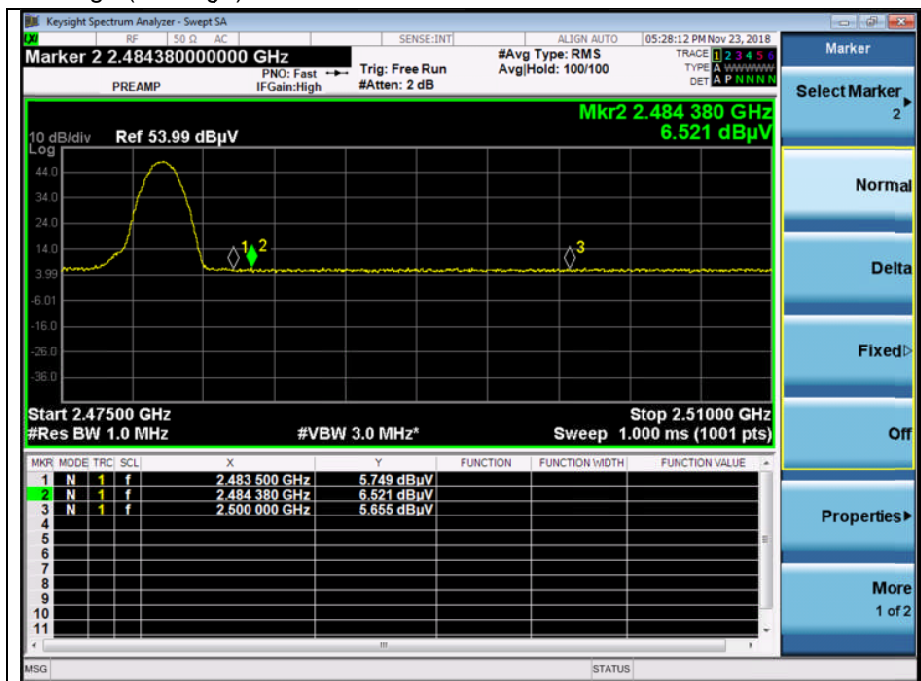 Keysight Spectrum Analyzer - Swept SA
LXI RF 50 Ω AC SENSE:INT ALIGN AUTO 05:28:12 PM Nov 23, 2018
Marker 2 2.484380000000 GHz
PREAMP
PNO: Fast
IFGain:High
Trig: Free Run
#Atten: 2 dB
#Avg Type: RMS
Avg|Hold: 100/100
TRACE 1 2 3 4 5 6
TYPE A WWWWW
DET A P N N N N
Mkr2 2.484 380 GHz
6.521 dBµV
10 dB/div Ref 53.99 dBµV
Log
44.0
34.0
24.0
14.0
3.99
-6.01
-16.0
-26.0
-36.0
1 2 3
Start 2.47500 GHz Stop 2.51000 GHz
#Res BW 1.0 MHz #VBW 3.0 MHz* Sweep 1.000 ms (1001 pts)
MKR MODE TRC SCL X Y FUNCTION FUNCTION WIDTH FUNCTION VALUE
1 N 1 f 2.483 500 GHz 5.749 dBµV
2 N 1 f 2.484 380 GHz 6.521 dBµV
3 N 1 f 2.500 000 GHz 5.655 dBµV
4
5
6
7
8
9
10
11
MSG STATUS
Marker
Select Marker
2
Normal
Delta
Fixed
Off
Properties
More
1 of 2